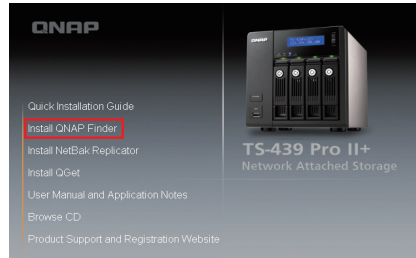 QNAP
Quick Installation Guide
Install QNAP Finder
Install NetBak Replicator
Install QGet
User Manual and Application Notes
Browse CD
Product Support and Registration Website
TS-439 Pro II+
Network Attached Storage